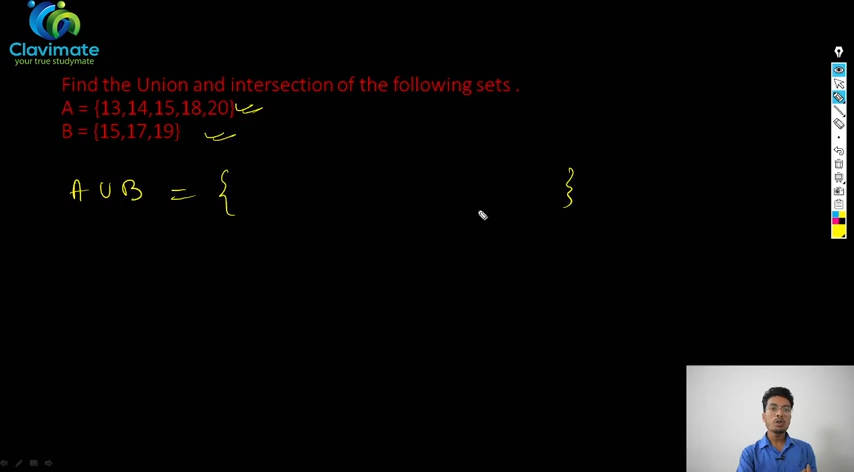 Clavimate
your true studymate
Find the Union and intersection of the following sets .
A = {13,14,15,18,20}
B = {15,17,19}
A ∪ B = { }